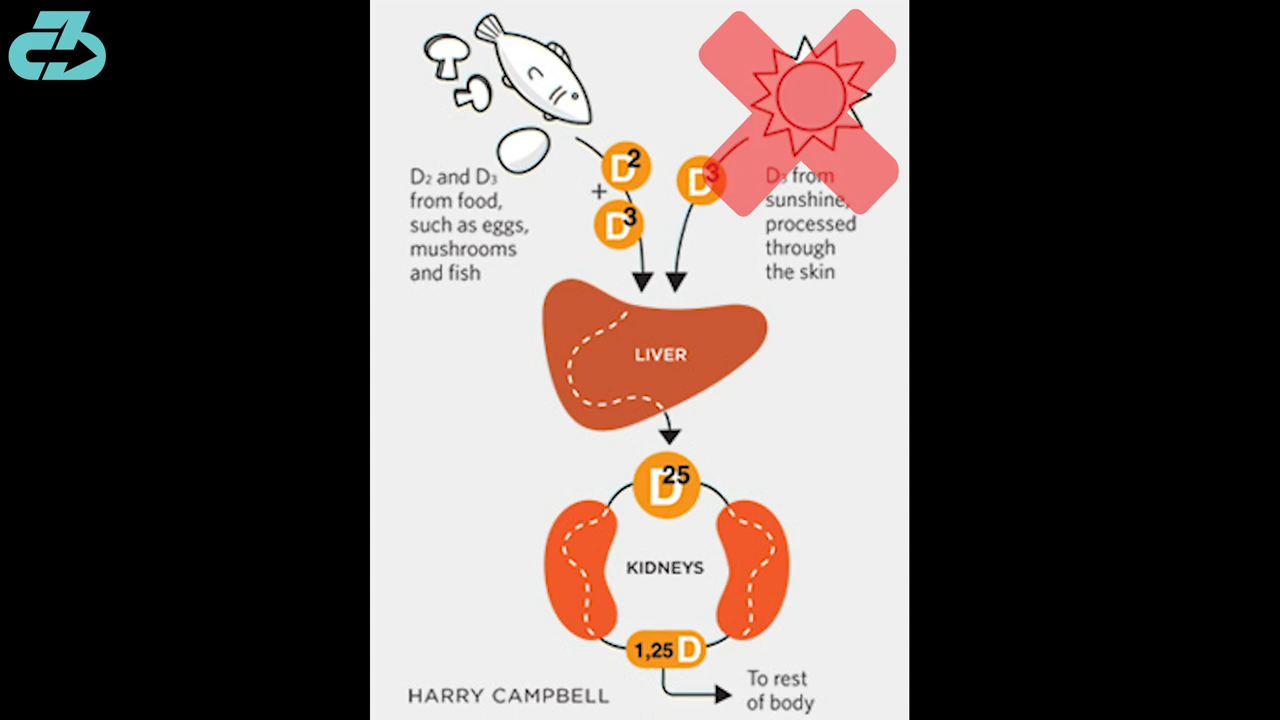 D₂ and D₃
from food,
such as eggs,
mushrooms
and fish
D2
+
D3
D3
D₃ from
sunshine,
processed
through
the skin
LIVER
D25
KIDNEYS
1,25 D
To rest
of body
HARRY CAMPBELL